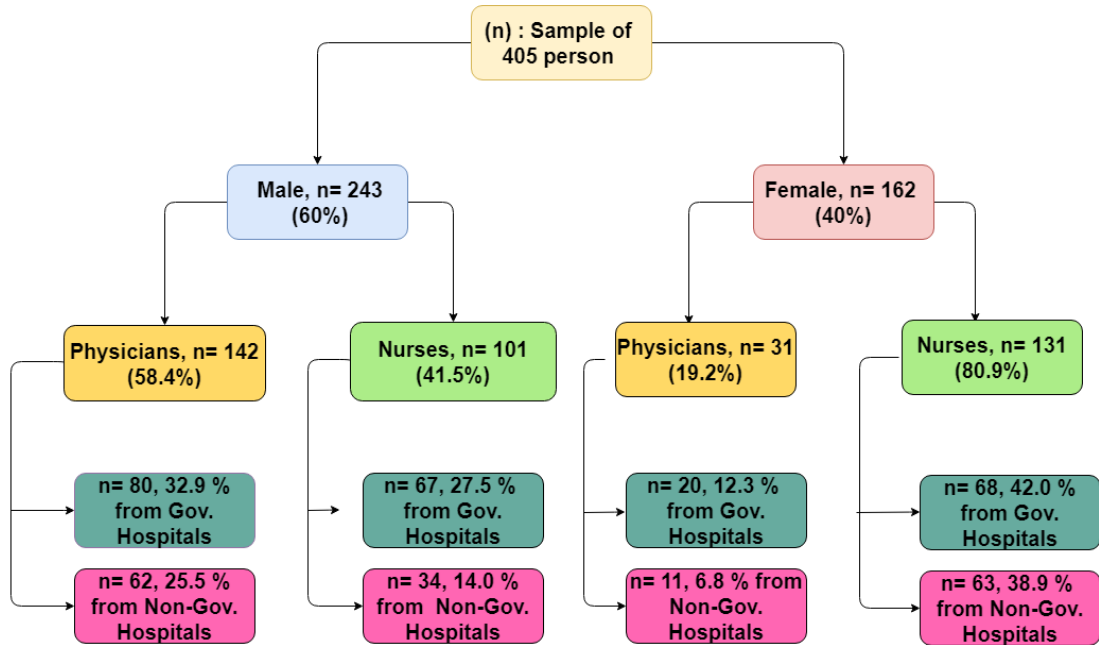 (n) : Sample of
405 person
Male, n= 243
(60%)
Female, n= 162
(40%)
Physicians, n= 142
(58.4%)
Nurses, n= 101
(41.5%)
Physicians, n= 31
(19.2%)
Nurses, n= 131
(80.9%)
n= 80, 32.9 %
from Gov.
Hospitals
n= 67, 27.5 %
from Gov.
Hospitals
n= 20, 12.3 %
from Gov.
Hospitals
n= 68, 42.0 %
from Gov.
Hospitals
n= 62, 25.5 %
from Non-Gov.
Hospitals
n= 34, 14.0 %
from Non-Gov.
Hospitals
n= 11, 6.8 % from
Non-Gov.
Hospitals
n= 63, 38.9 %
from Non-Gov.
Hospitals